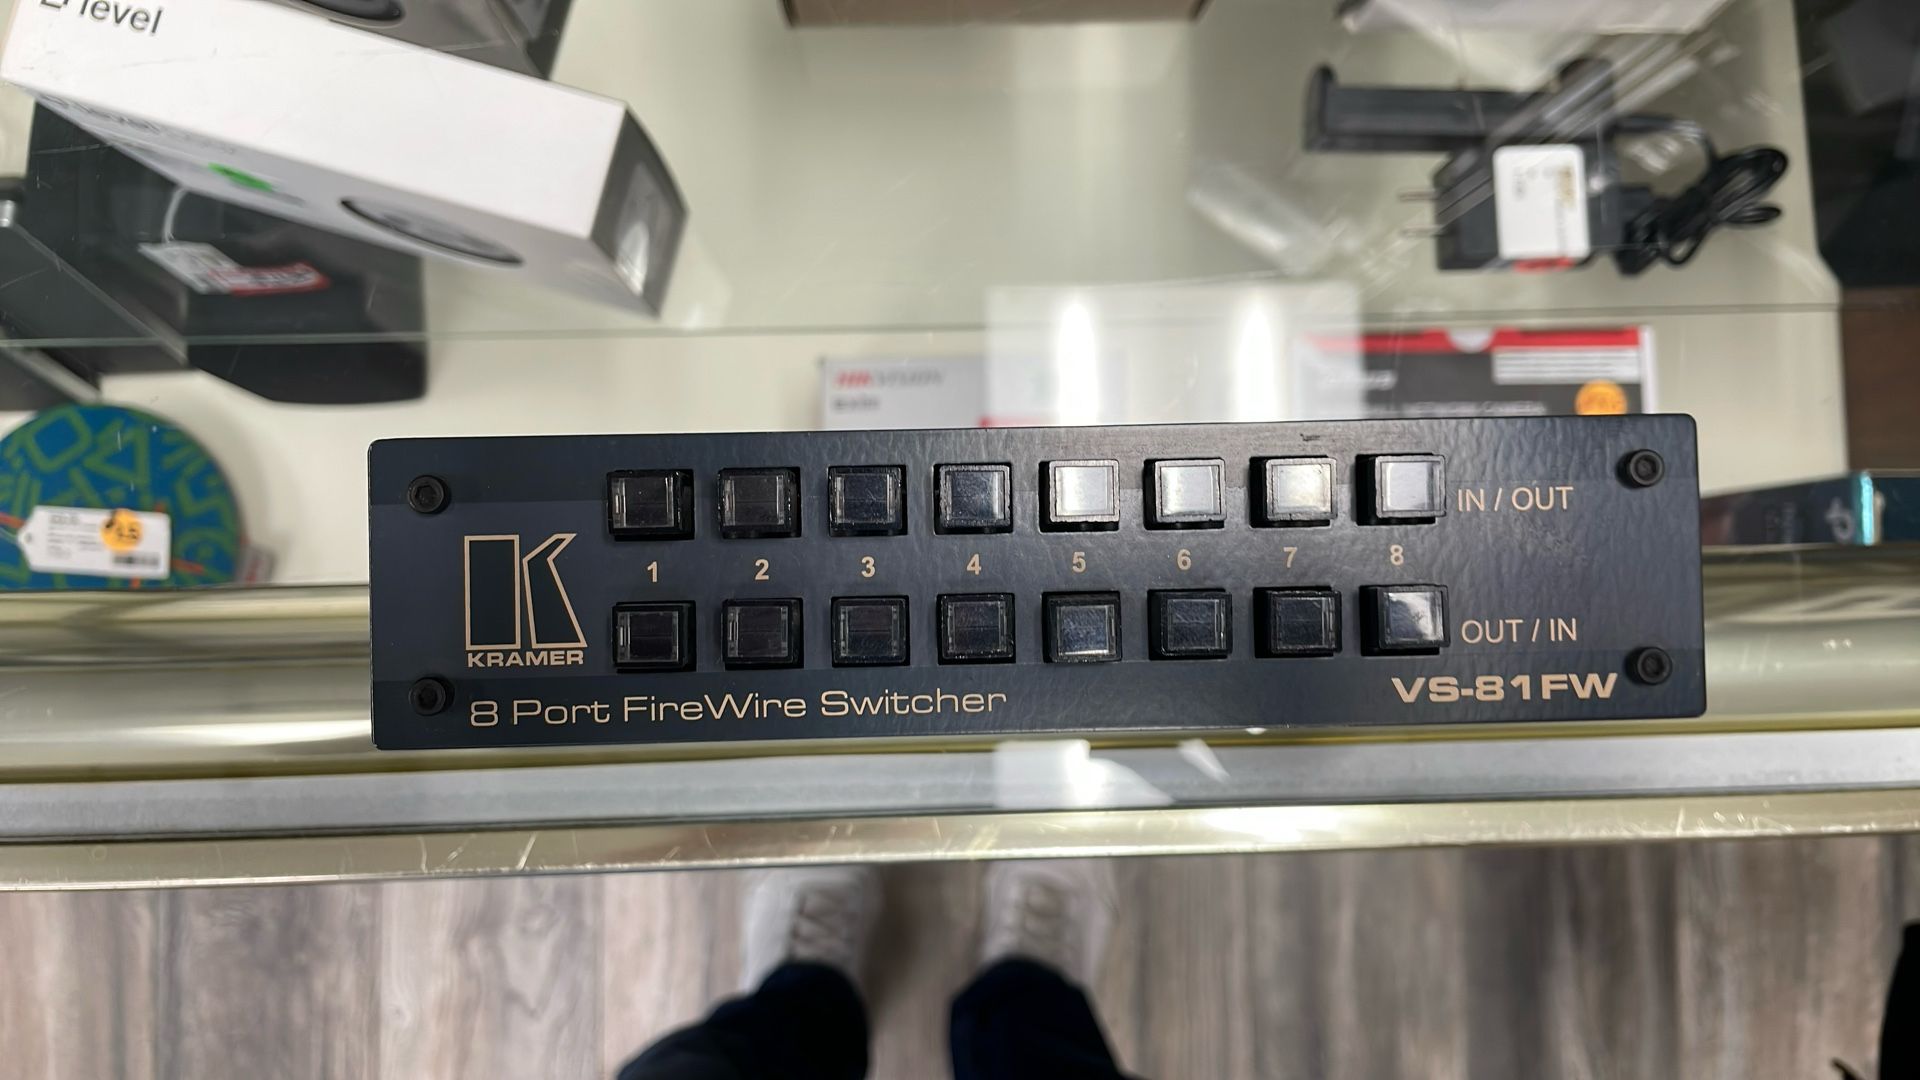 level
HIKVISION
1 2 3 4 5 6 7 8
IN / OUT
OUT / IN
KRAMER
8 Port FireWire Switcher
VS-81FW